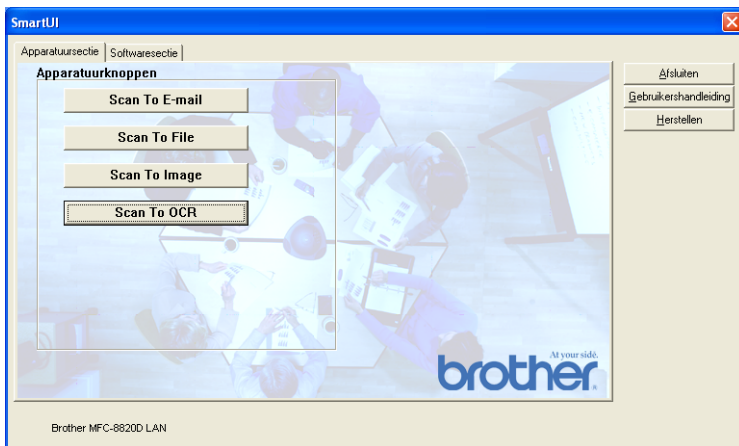 SmartUI
Apparatuursectie
Softwaresectie
Apparatuurknoppen
Scan To E-mail
Scan To File
Scan To Image
Scan To OCR
Afsluiten
Gebruikershandleiding
Herstellen
At your side.
brother
Brother MFC-8820D LAN